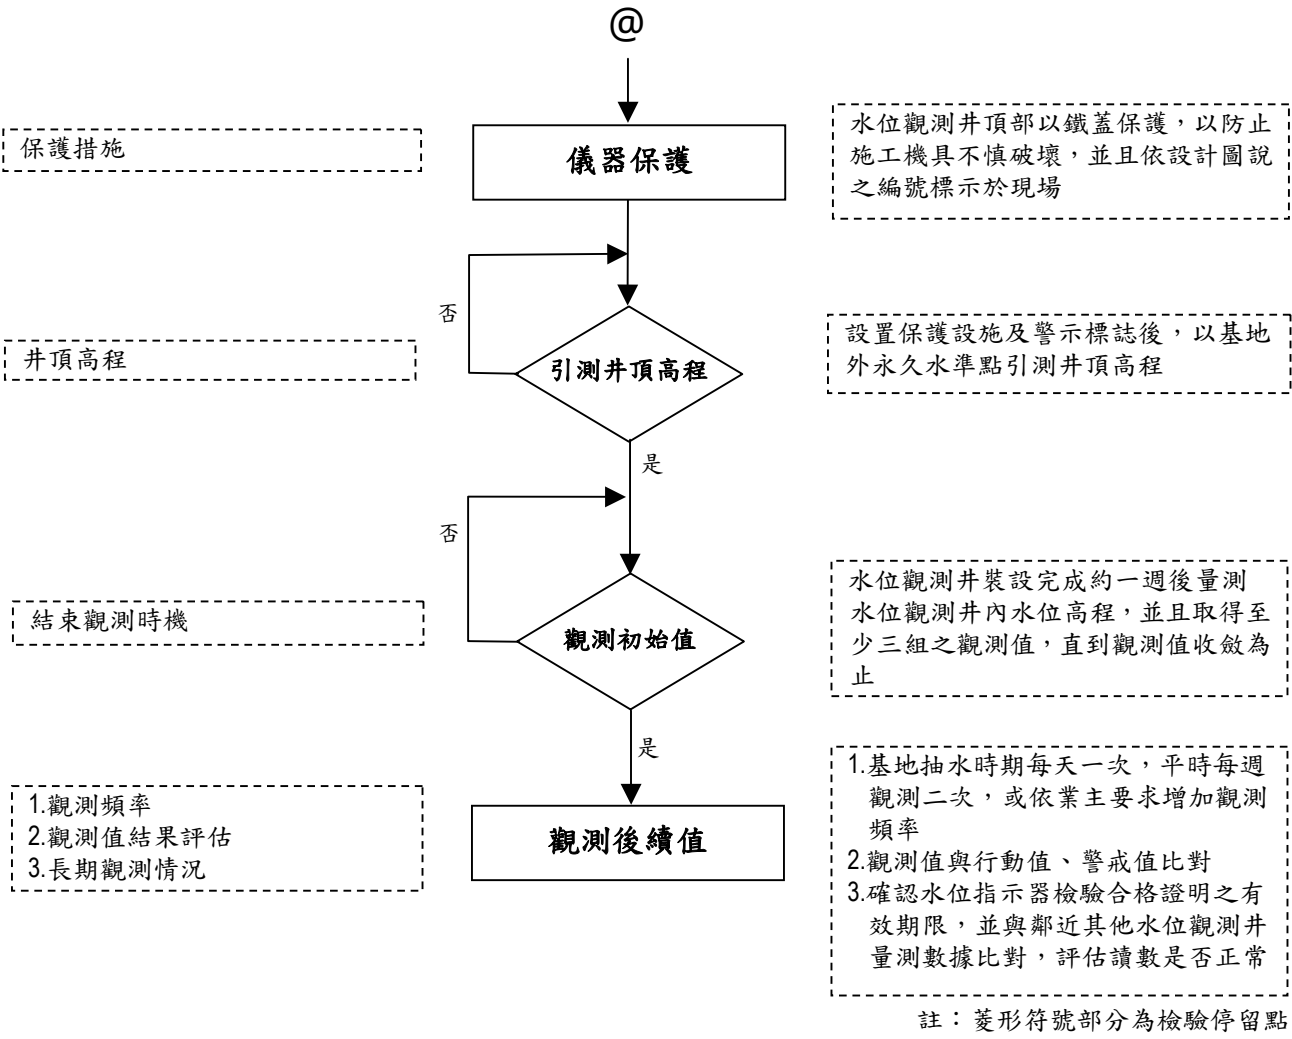 @
保護措施
儀器保護
水位觀測井頂部以鐵蓋保護，以防止
施工機具不慎破壞，並且依設計圖說
之編號標示於現場
否
井頂高程
引測井頂高程
設置保護設施及警示標誌後，以基地
外永久水準點引測井頂高程
是
否
結束觀測時機
觀測初始值
水位觀測井裝設完成約一週後量測
水位觀測井內水位高程，並且取得至
少三組之觀測值，直到觀測值收斂為
止
是
1.觀測頻率
2.觀測值結果評估
3.長期觀測情況
觀測後續值
1.基地抽水時期每天一次，平時每週
觀測二次，或依業主要求增加觀測
頻率
2.觀測值與行動值、警戒值比對
3.確認水位指示器檢驗合格證明之有
效期限，並與鄰近其他水位觀測井
量測數據比對，評估讀數是否正常
註：菱形符號部分為檢驗停留點